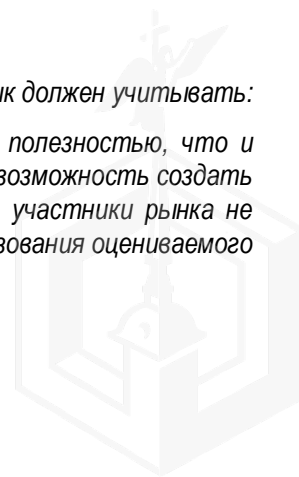 ик должен учитывать:
полезностью, что и
возможность создать
участники рынка не
зования оцениваемого